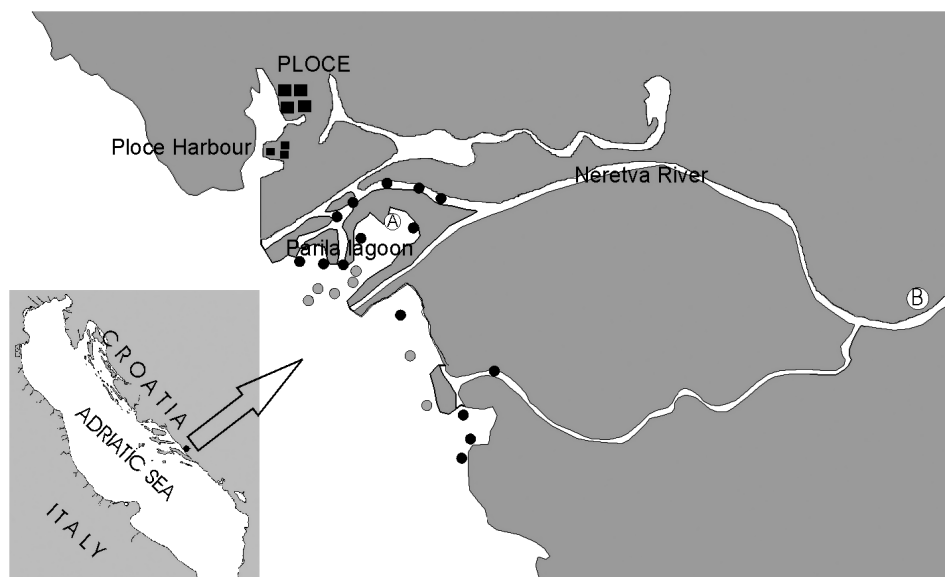 PLOCE
Ploce Harbour
Neretva River
A
Parila lagoon
B
CROATIA
ADRIATIC SEA
ITALY